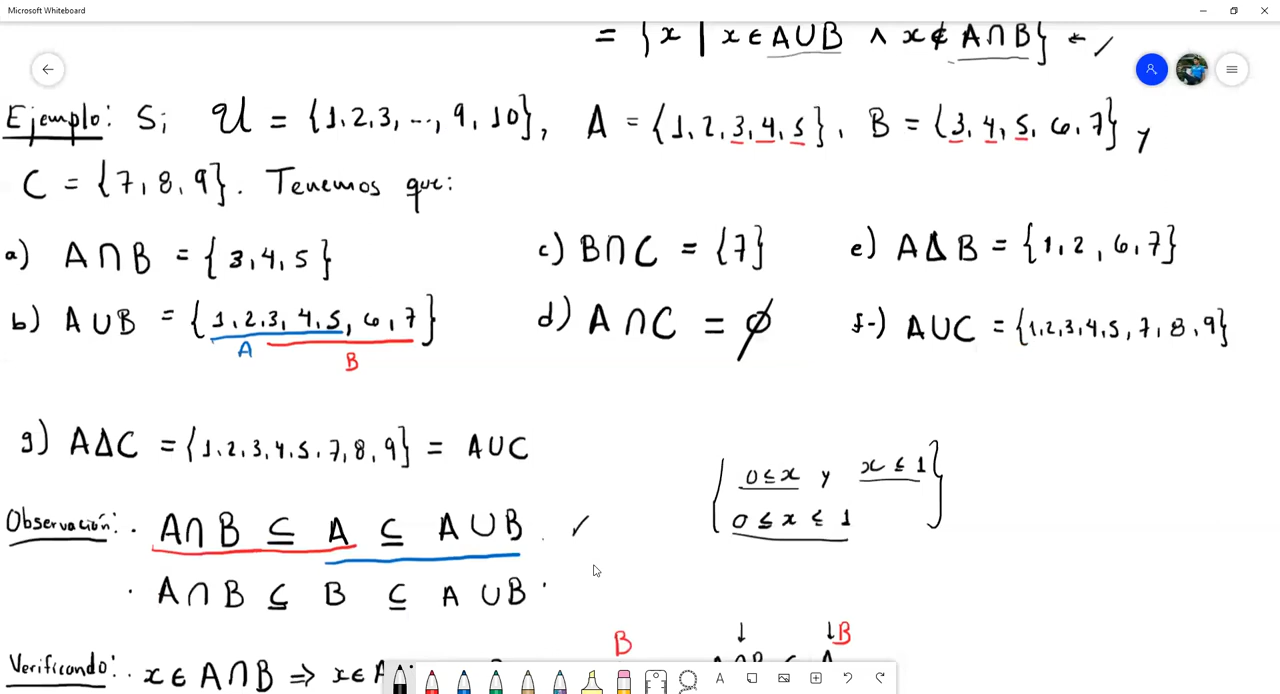 Microsoft Whiteboard
= {x | x ∈ A∪B ∧ x ∉ A∩B} ←
Ejemplo: Si U = {1,2,3, ..., 9, 10}, A = {1, 2, 3, 4, 5}, B = {3, 4, 5, 6, 7} y
C = {7, 8, 9}. Tenemos que:
a) A∩B = {3, 4, 5}
b) A∪B = {1, 2, 3, 4, 5, 6, 7}
A
B
c) B∩C = {7}
d) A∩C = ∅
e) AΔB = {1, 2, 6, 7}
f-) A∪C = {1,2,3,4,5, 7, 8, 9}
g) AΔC = {1, 2, 3, 4, 5, 7, 8, 9} = A∪C
0 ≤ x y x ≤ 1
0 ≤ x ≤ 1
Observación: · A∩B ⊆ A ⊆ A∪B ✓
· A∩B ⊆ B ⊆ A∪B
B
↓ ↓B
Verificando: · x ∈ A∩B ⇒ x ∈ A